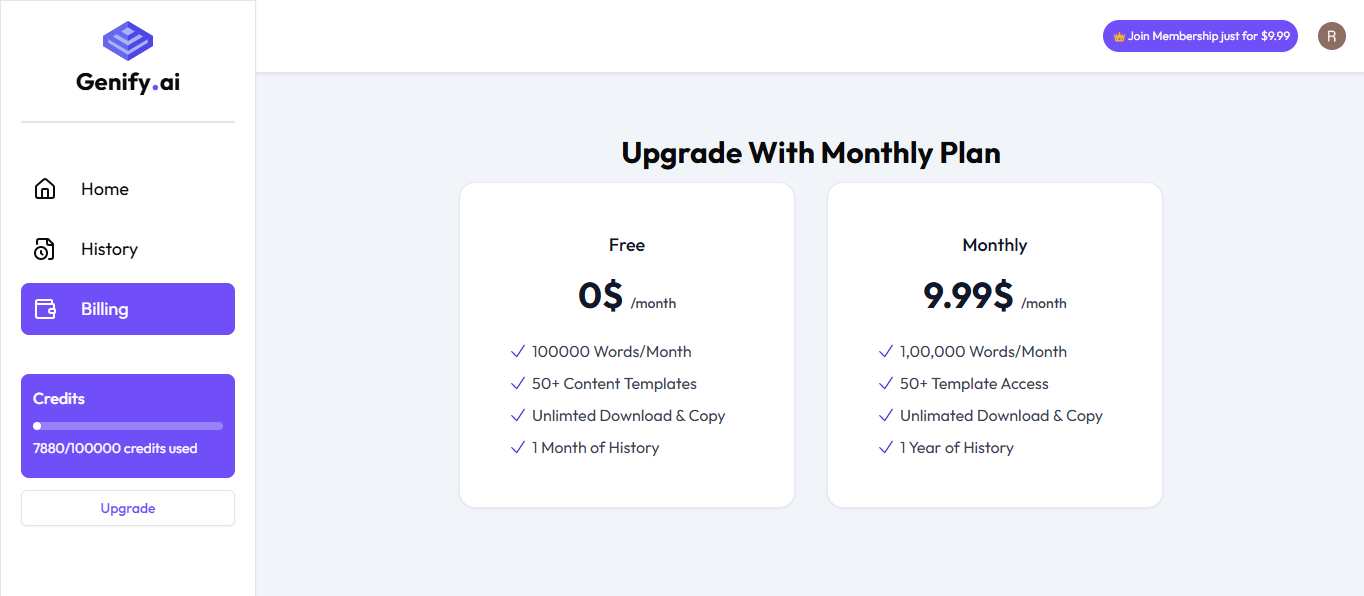 Genify.ai
Home
History
Billing
Credits
7880/100000 credits used
Upgrade
👑 Join Membership just for $9.99
R
Upgrade With Monthly Plan
Free
0$ /month
100000 Words/Month
50+ Content Templates
Unlimted Download & Copy
1 Month of History
Monthly
9.99$ /month
1,00,000 Words/Month
50+ Template Access
Unlimated Download & Copy
1 Year of History